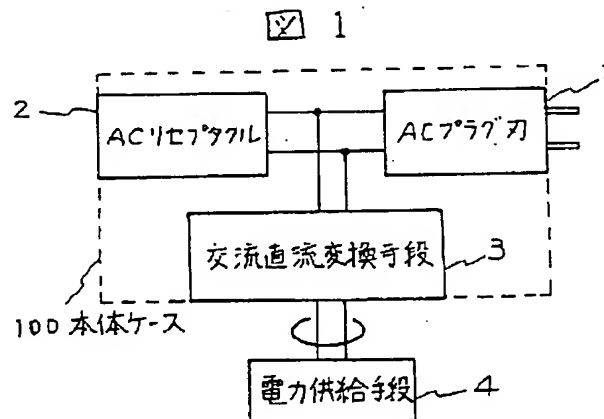 図 1
2
ACリセプタクル
ACプラグ刃
交流直流変換手段
3
100 本体ケース
電力供給手段
4